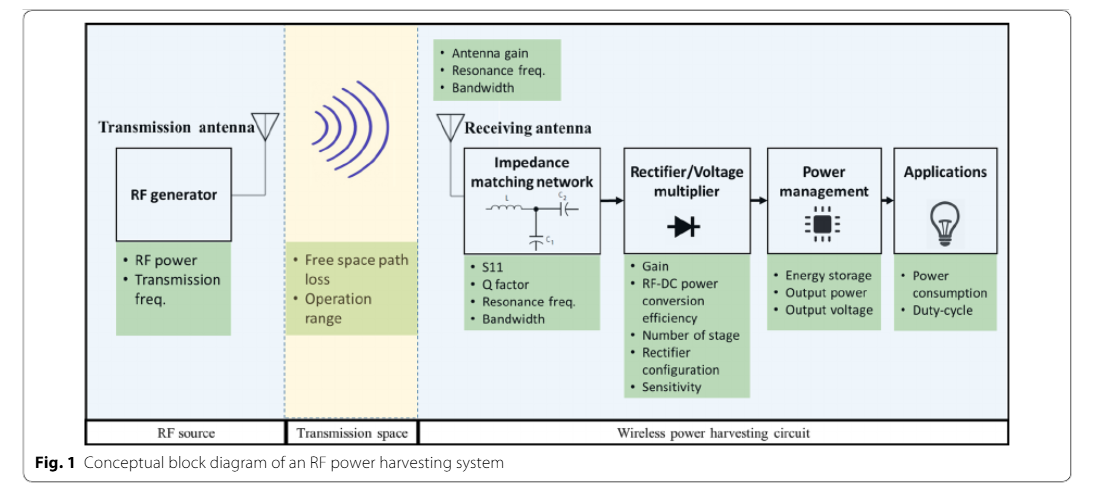 • Antenna gain
• Resonance freq.
• Bandwidth
Transmission antenna
Receiving antenna
RF generator
• RF power
• Transmission
freq.
• Free space path
loss
• Operation
range
Impedance
matching network
L
C2
C1
• S11
• Q factor
• Resonance freq.
• Bandwidth
Rectifier/Voltage
multiplier
• Gain
• RF-DC power
conversion
efficiency
• Number of stage
• Rectifier
configuration
• Sensitivity
Power
management
• Energy storage
• Output power
• Output voltage
Applications
• Power
consumption
• Duty-cycle
RF source
Transmission space
Wireless power harvesting circuit
Fig. 1 Conceptual block diagram of an RF power harvesting system